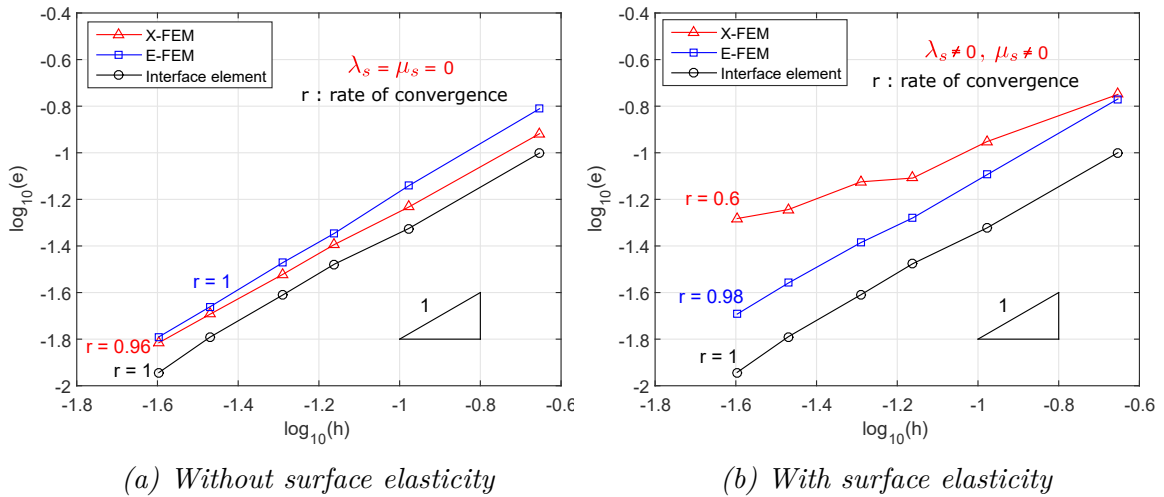 -0.4
-0.6
-0.8
-1
-1.2
-1.4
-1.6
-1.8
-2
log10(e)
X-FEM
E-FEM
Interface element
λs = μs = 0
r : rate of convergence
r = 1
r = 0.96
r = 1
1
-1.8 -1.6 -1.4 -1.2 -1 -0.8 -0.6
log10(h)
(a) Without surface elasticity
-0.4
-0.6
-0.8
-1
-1.2
-1.4
-1.6
-1.8
-2
log10(e)
X-FEM
E-FEM
Interface element
λs ≠ 0 , μs ≠ 0
r : rate of convergence
r = 0.6
r = 0.98
r = 1
1
-1.8 -1.6 -1.4 -1.2 -1 -0.8 -0.6
log10(h)
(b) With surface elasticity